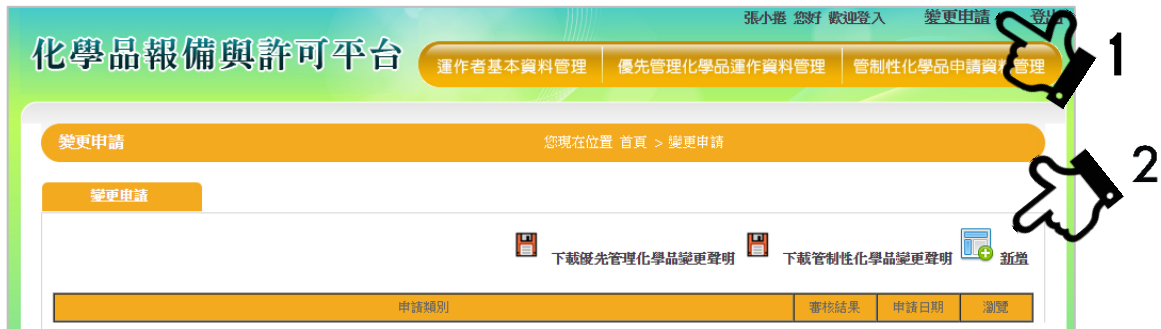 張小捲 您好 歡迎登入 變更申請 登出
1
化學品報備與許可平台
運作者基本資料管理 優先管理化學品運作資料管理 管制性化學品申請資料管理
變更申請 您現在位置 首頁 > 變更申請
2
變更申請
下載優先管理化學品變更聲明 下載管制性化學品變更聲明 新增
申請類別 審核結果 申請日期 瀏覽